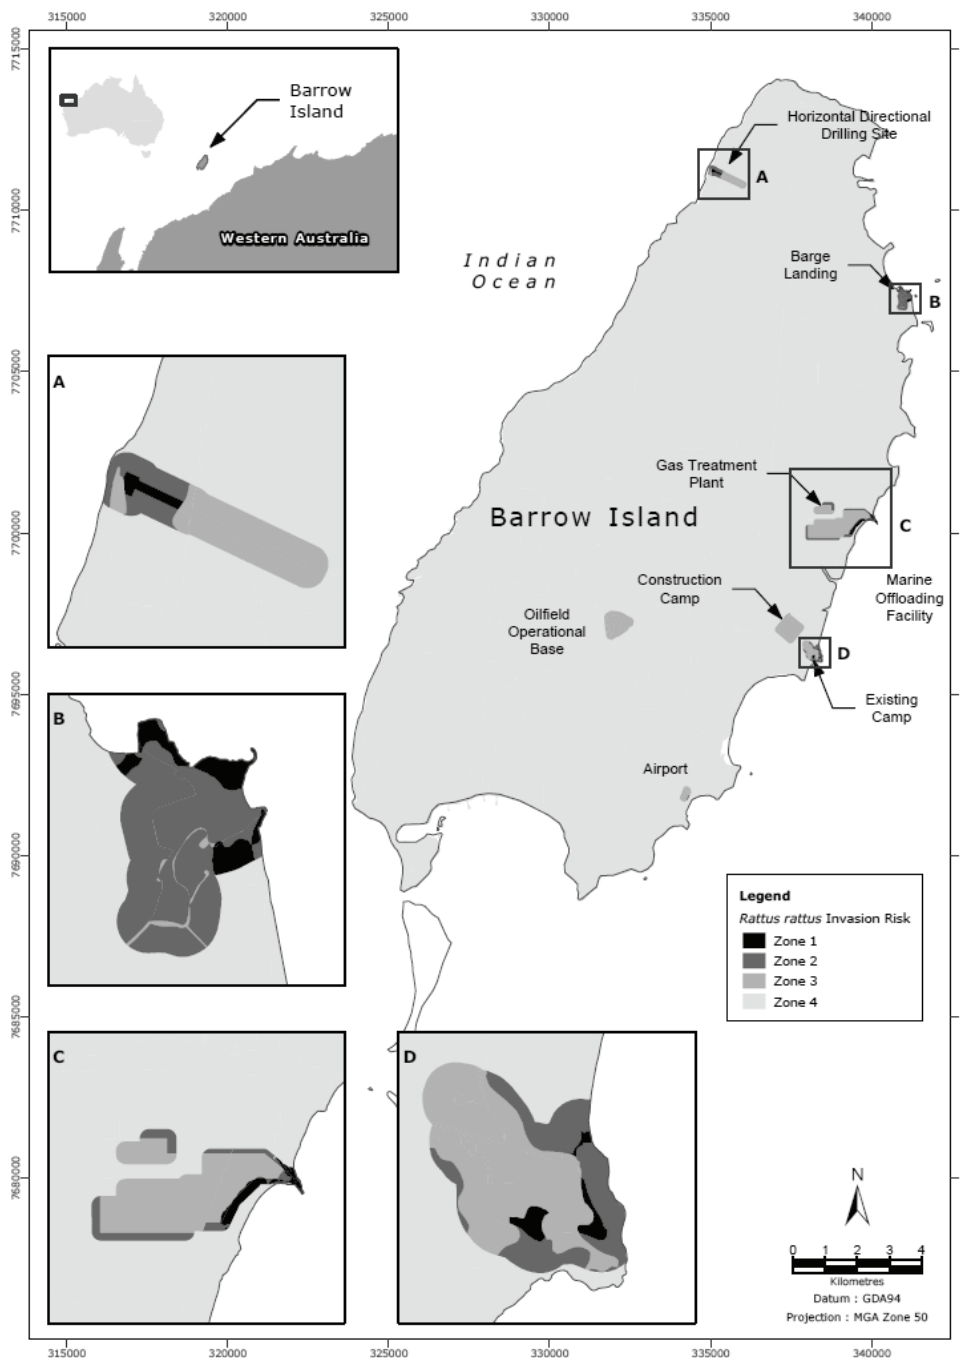 315000 320000 325000 330000 335000 340000
7715000
7710000
7705000
7700000
7695000
7690000
7685000
7680000
Barrow
Island
Western Australia
Indian
Ocean
Horizontal Directional
Drilling Site
A
Barge
Landing
B
Gas Treatment
Plant
C
Barrow Island
Marine
Offloading
Facility
Construction
Camp
Oilfield
Operational
Base
D
Existing
Camp
Airport
A
B
C
D
Legend
Rattus rattus Invasion Risk
Zone 1
Zone 2
Zone 3
Zone 4
N
0 1 2 3 4
Kilometres
Datum : GDA94
Projection : MGA Zone 50
315000 320000 325000 330000 335000 340000